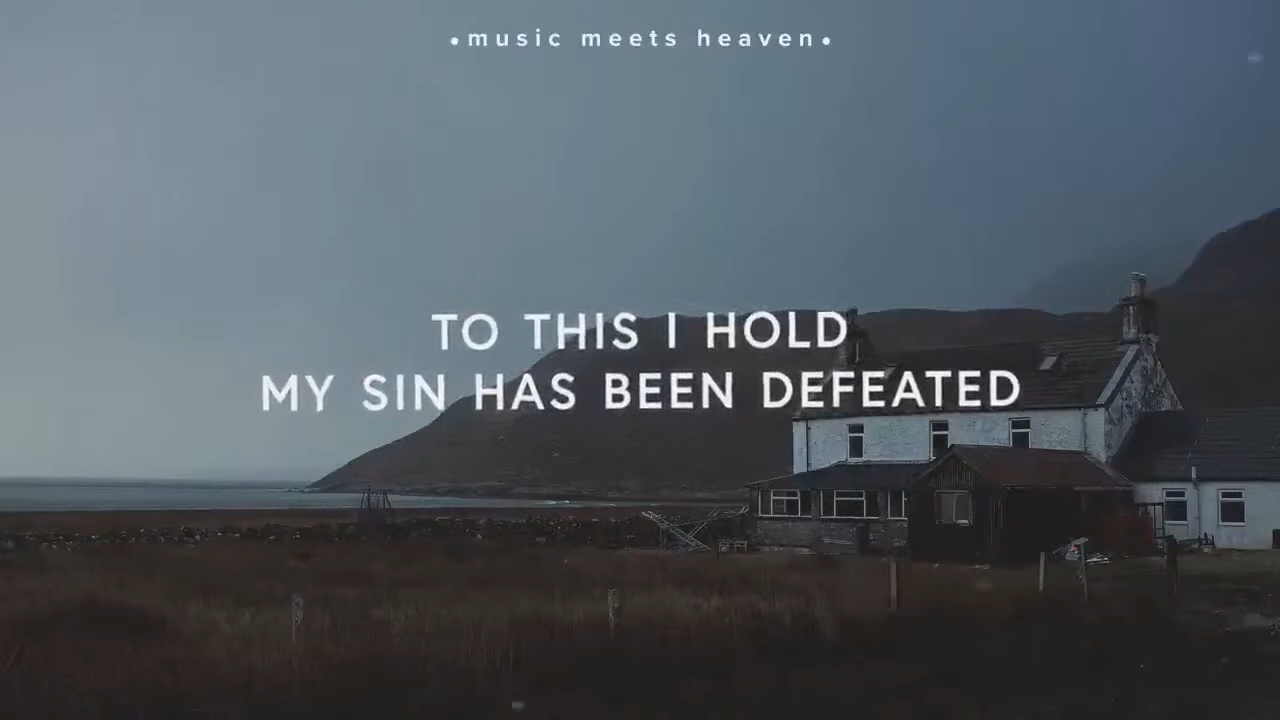 •music meets heaven•
TO THIS I HOLD
MY SIN HAS BEEN DEFEATED